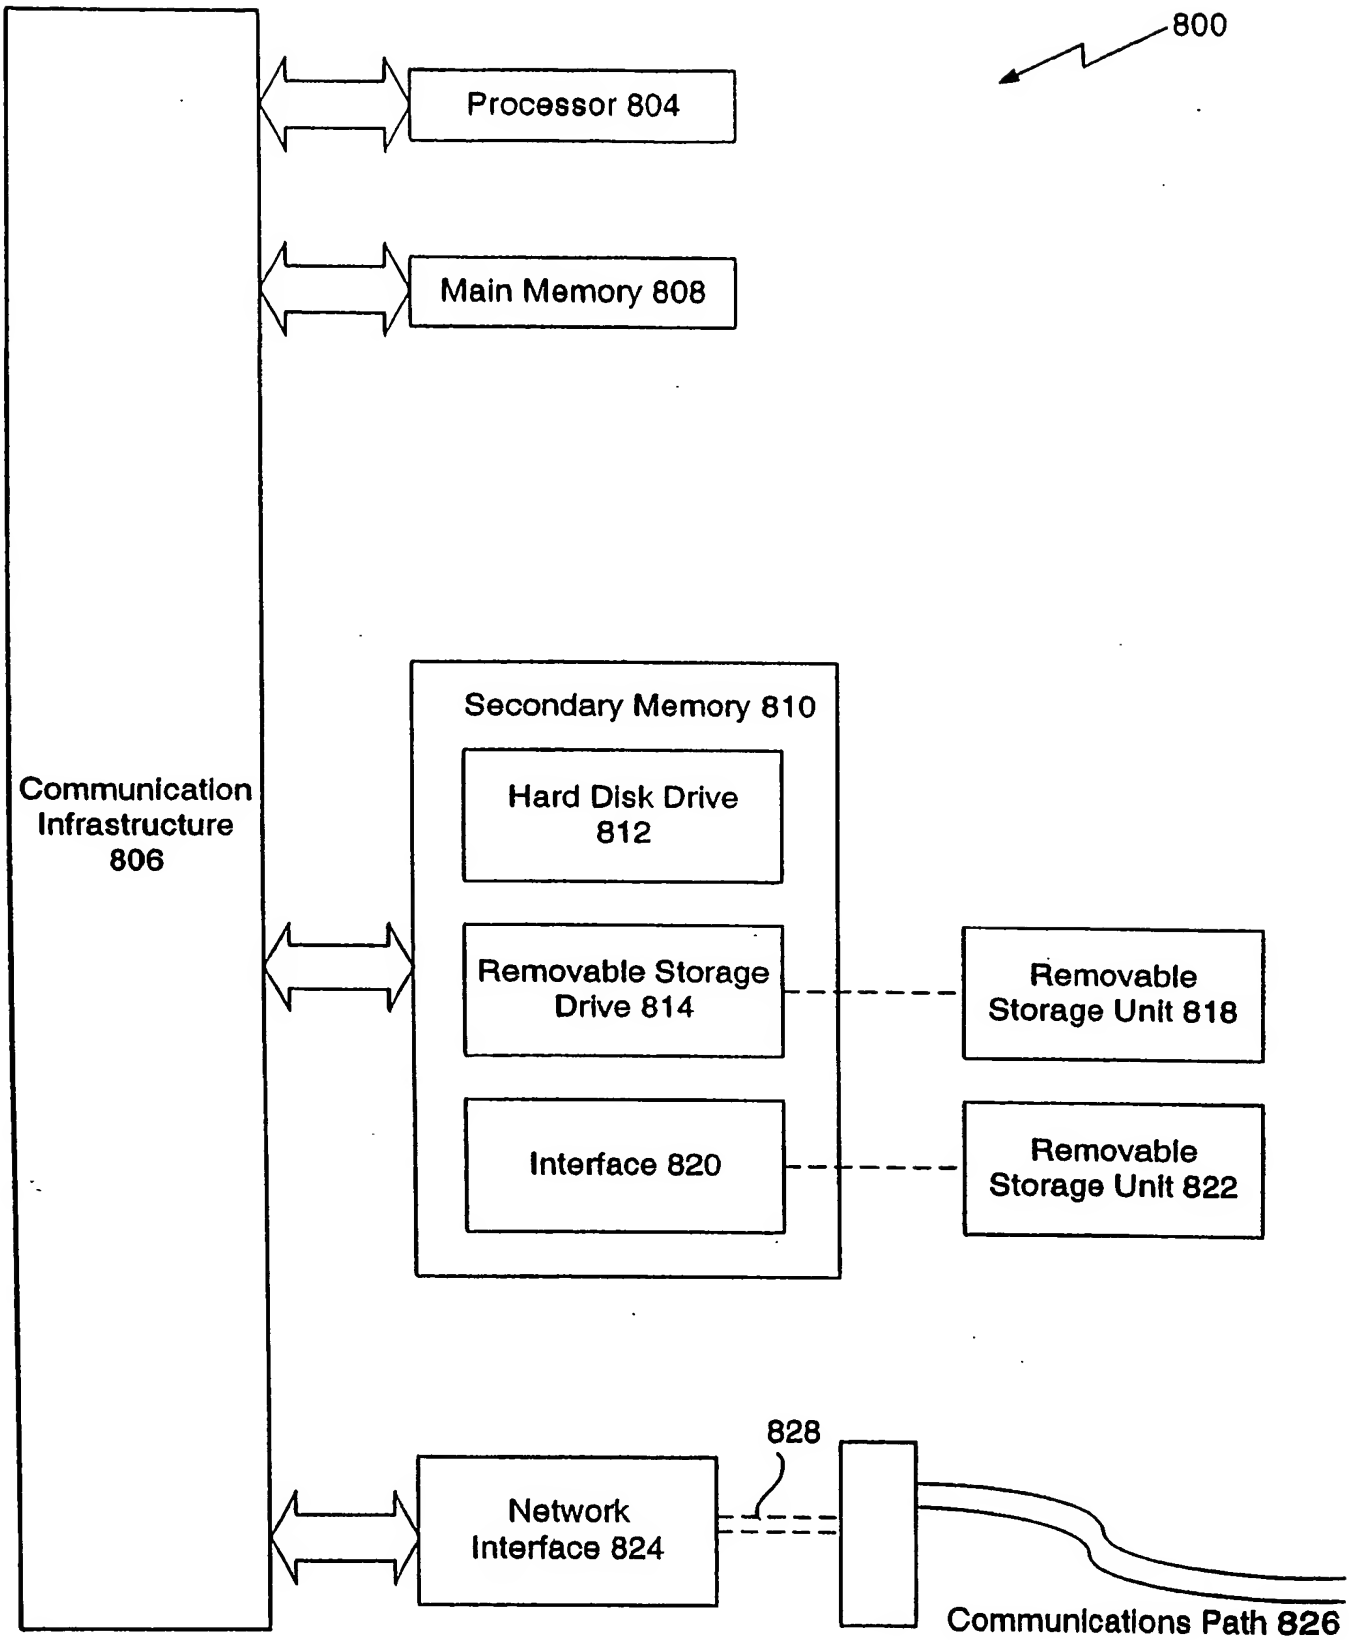 800
Processor 804
Main Memory 808
Secondary Memory 810
Hard Disk Drive
812
Communication
Infrastructure
806
Removable Storage
Drive 814
Removable
Storage Unit 818
Interface 820
Removable
Storage Unit 822
828
Network
Interface 824
Communications Path 826